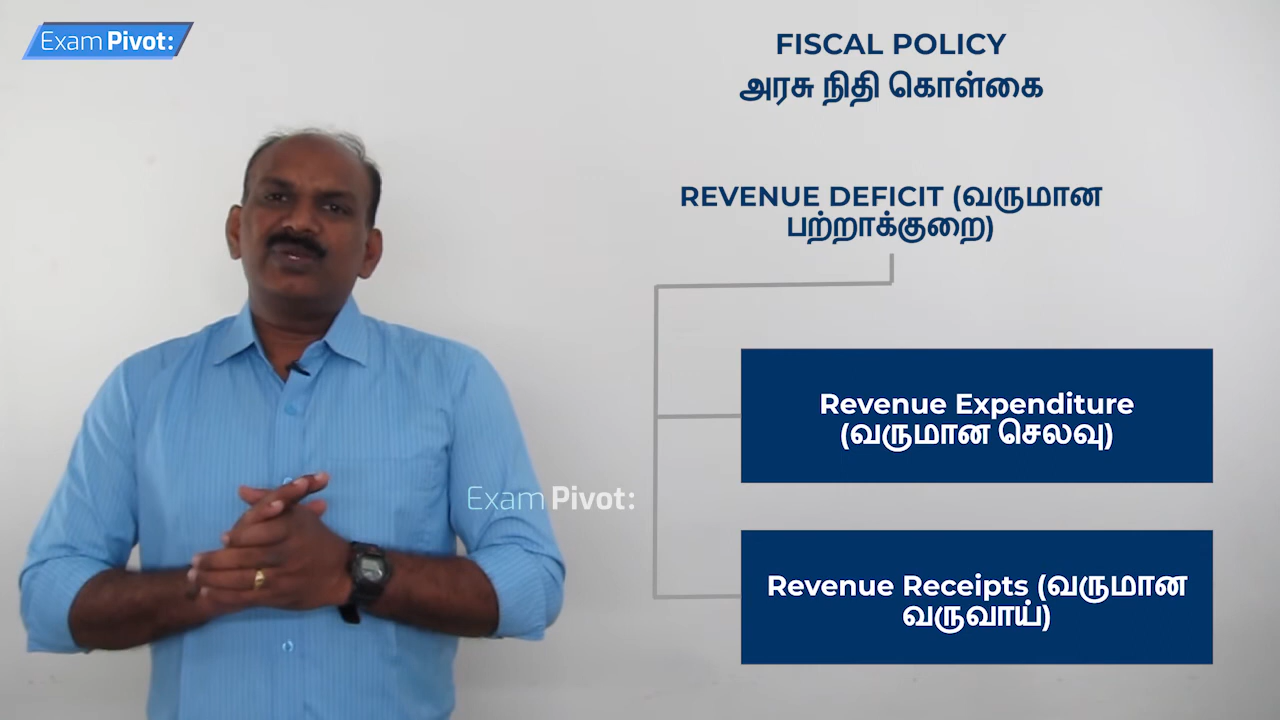 Exam Pivot:
FISCAL POLICY
அரசு நிதி கொள்கை
REVENUE DEFICIT (வருமான
பற்றாக்குறை)
Revenue Expenditure
(வருமான செலவு)
Exam Pivot:
Revenue Receipts (வருமான
வருவாய்)